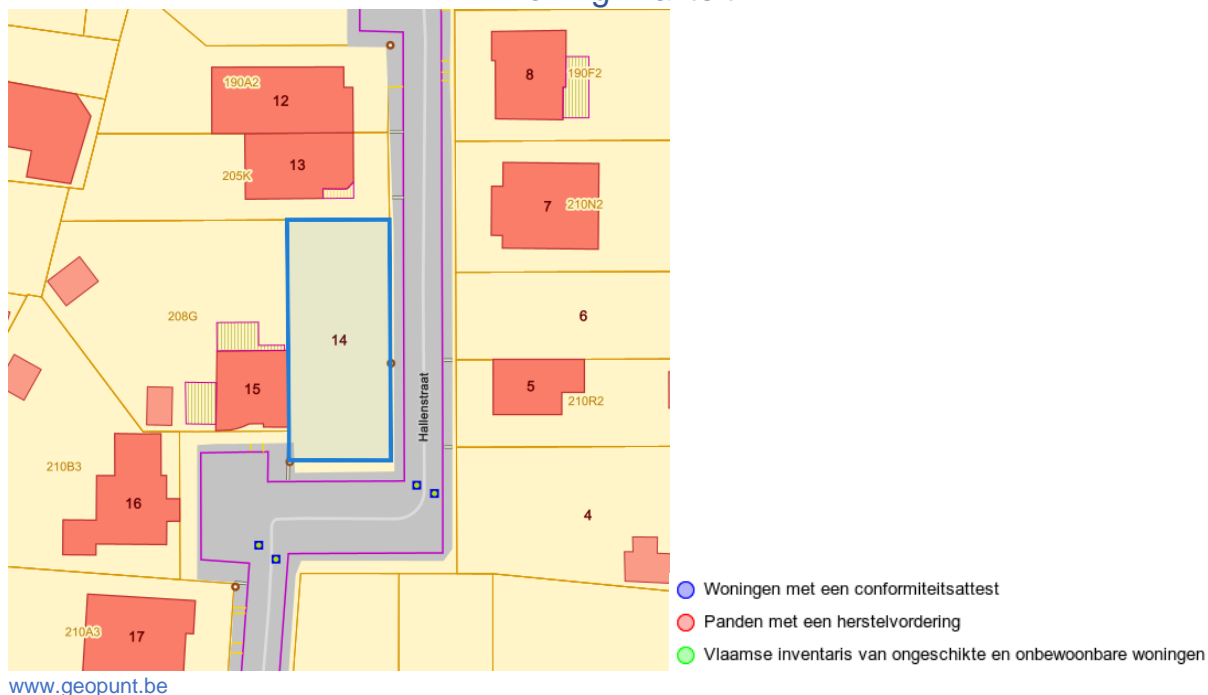 8
190F2
190A2
12
13
205K
7
210N2
208G
14
6
15
5
210R2
Hallenstraat
210B3
16
4
210A3
17
Woningen met een conformiteitsattest
Panden met een herstelvordering
Vlaamse inventaris van ongeschikte en onbewoonbare woningen
www.geopunt.be